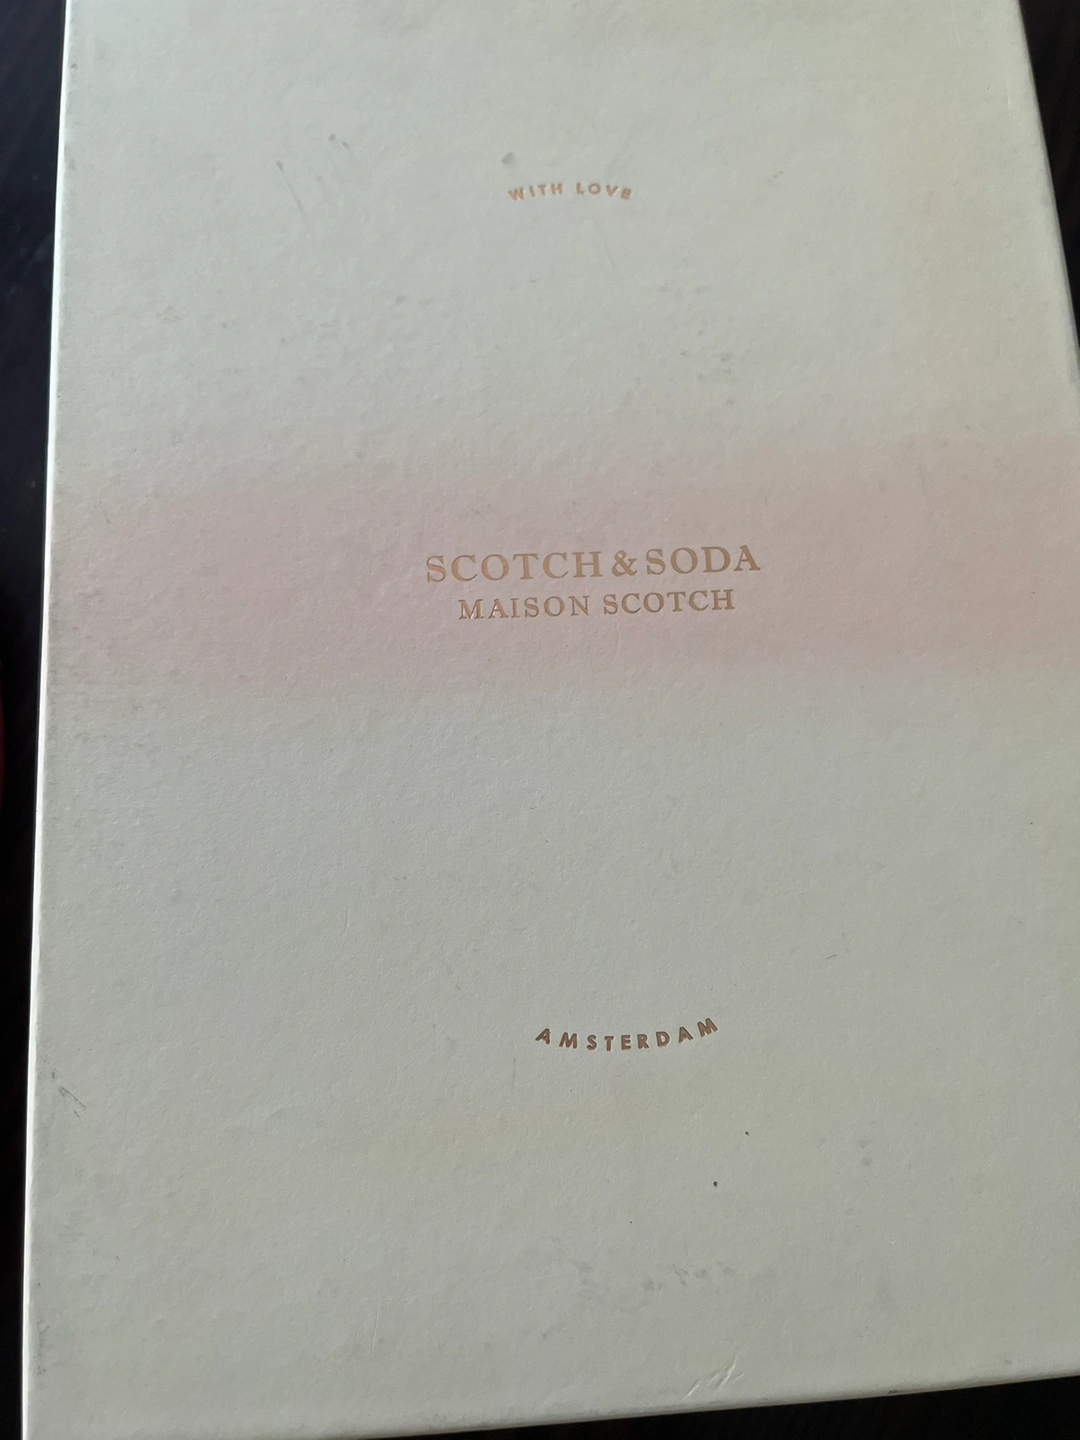 WITH LOVE
SCOTCH & SODA
MAISON SCOTCH
AMSTERDAM